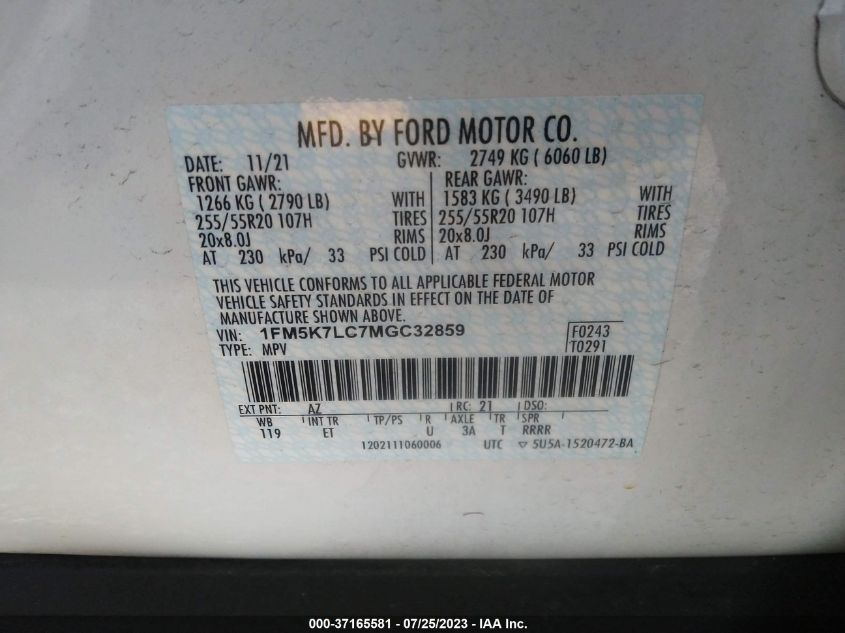 MFD. BY FORD MOTOR CO.
DATE: 11/21 GVWR: 2749 KG ( 6060 LB)
FRONT GAWR: REAR GAWR:
1266 KG ( 2790 LB) WITH 1583 KG ( 3490 LB) WITH
255/55R20 107H TIRES 255/55R20 107H TIRES
20x8.0J RIMS 20x8.0J RIMS
AT 230 kPa/ 33 PSI COLD AT 230 kPa/ 33 PSI COLD
THIS VEHICLE CONFORMS TO ALL APPLICABLE FEDERAL MOTOR
VEHICLE SAFETY STANDARDS IN EFFECT ON THE DATE OF
MANUFACTURE SHOWN ABOVE.
VIN: 1FM5K7LC7MGC32859 F0243
TYPE: MPV T0291
EXT PNT: AZ RC: 21 DSO:
WB INT TR TP/PS R AXLE TR SPR
119 ET U 3A T RRRR
1202111060006 UTC ▽ 5U5A-1520472-BA
000-37165581 - 07/25/2023 - IAA Inc.